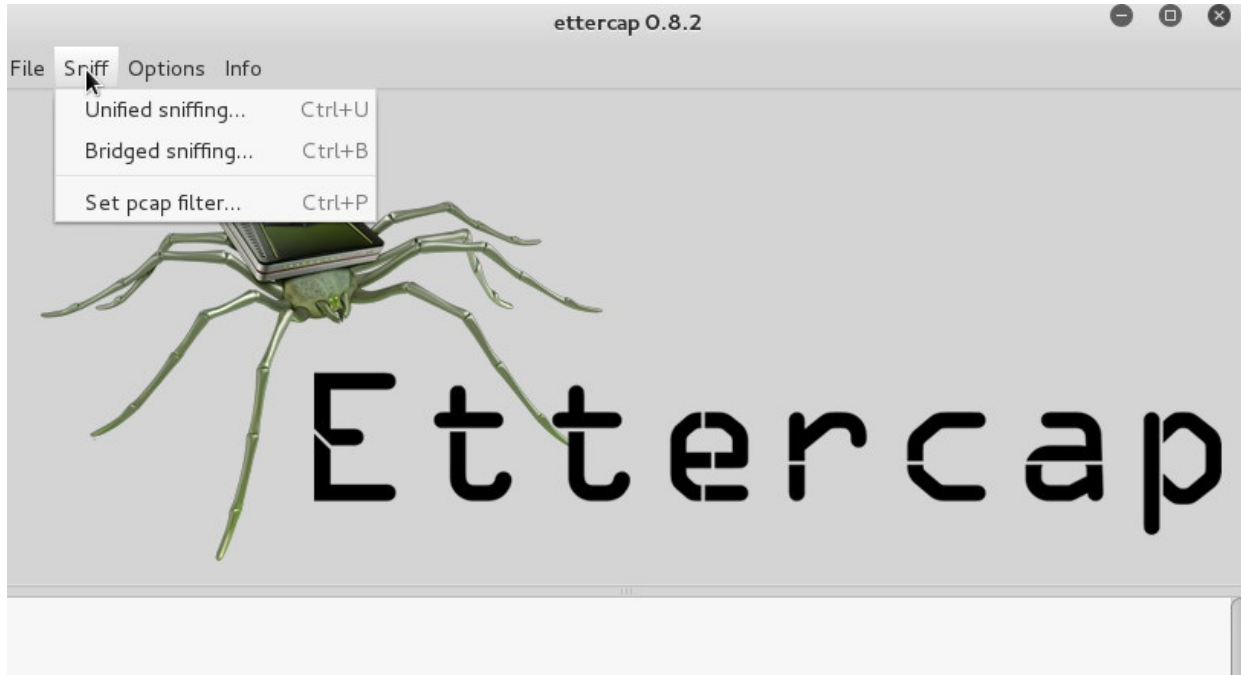 ettercap 0.8.2
File Sniff Options Info
Unified sniffing... Ctrl+U
Bridged sniffing... Ctrl+B
Set pcap filter... Ctrl+P
Ettercap